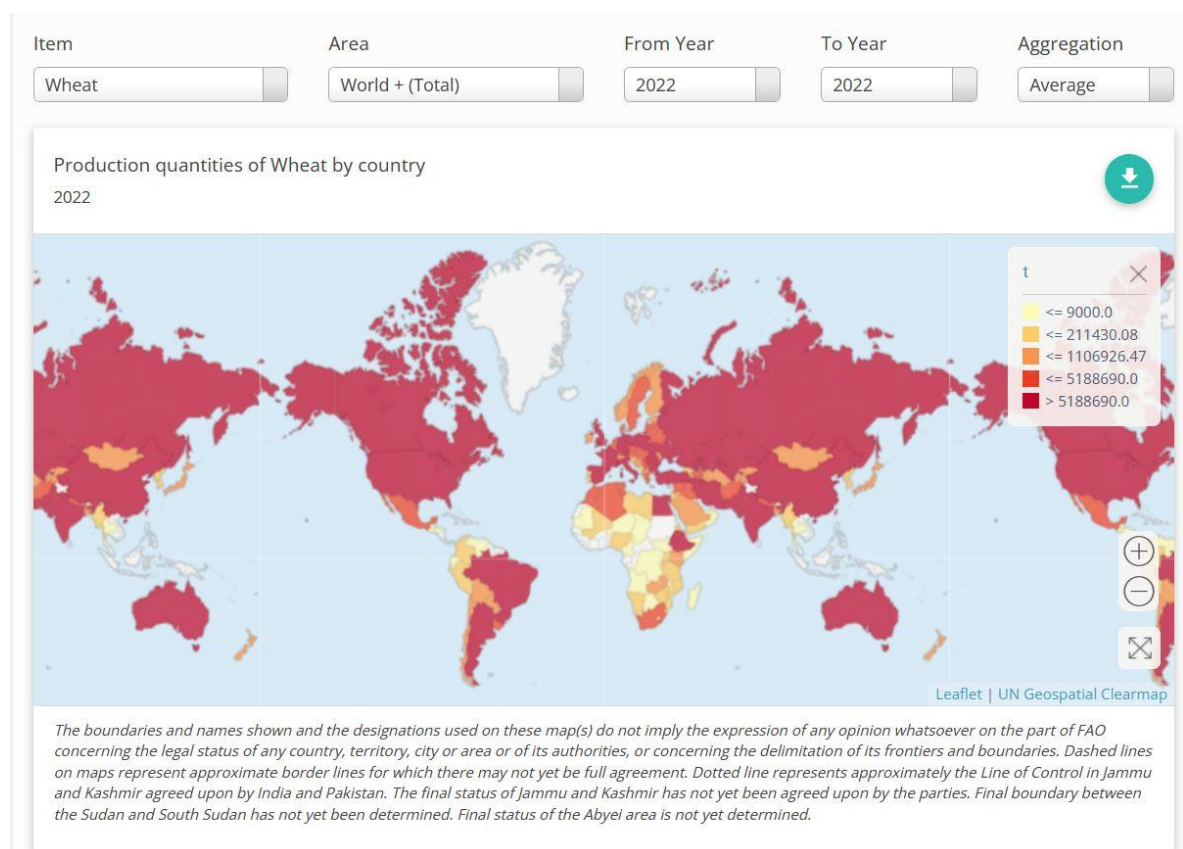 Item Area From Year To Year Aggregation
Wheat World + (Total) 2022 2022 Average
Production quantities of Wheat by country
2022
t
<= 9000.0
<= 211430.08
<= 1106926.47
<= 5188690.0
> 5188690.0
Leaflet | UN Geospatial Clearmap
The boundaries and names shown and the designations used on these map(s) do not imply the expression of any opinion whatsoever on the part of FAO
concerning the legal status of any country, territory, city or area or of its authorities, or concerning the delimitation of its frontiers and boundaries. Dashed lines
on maps represent approximate border lines for which there may not yet be full agreement. Dotted line represents approximately the Line of Control in Jammu
and Kashmir agreed upon by India and Pakistan. The final status of Jammu and Kashmir has not yet been agreed upon by the parties. Final boundary between
the Sudan and South Sudan has not yet been determined. Final status of the Abyei area is not yet determined.